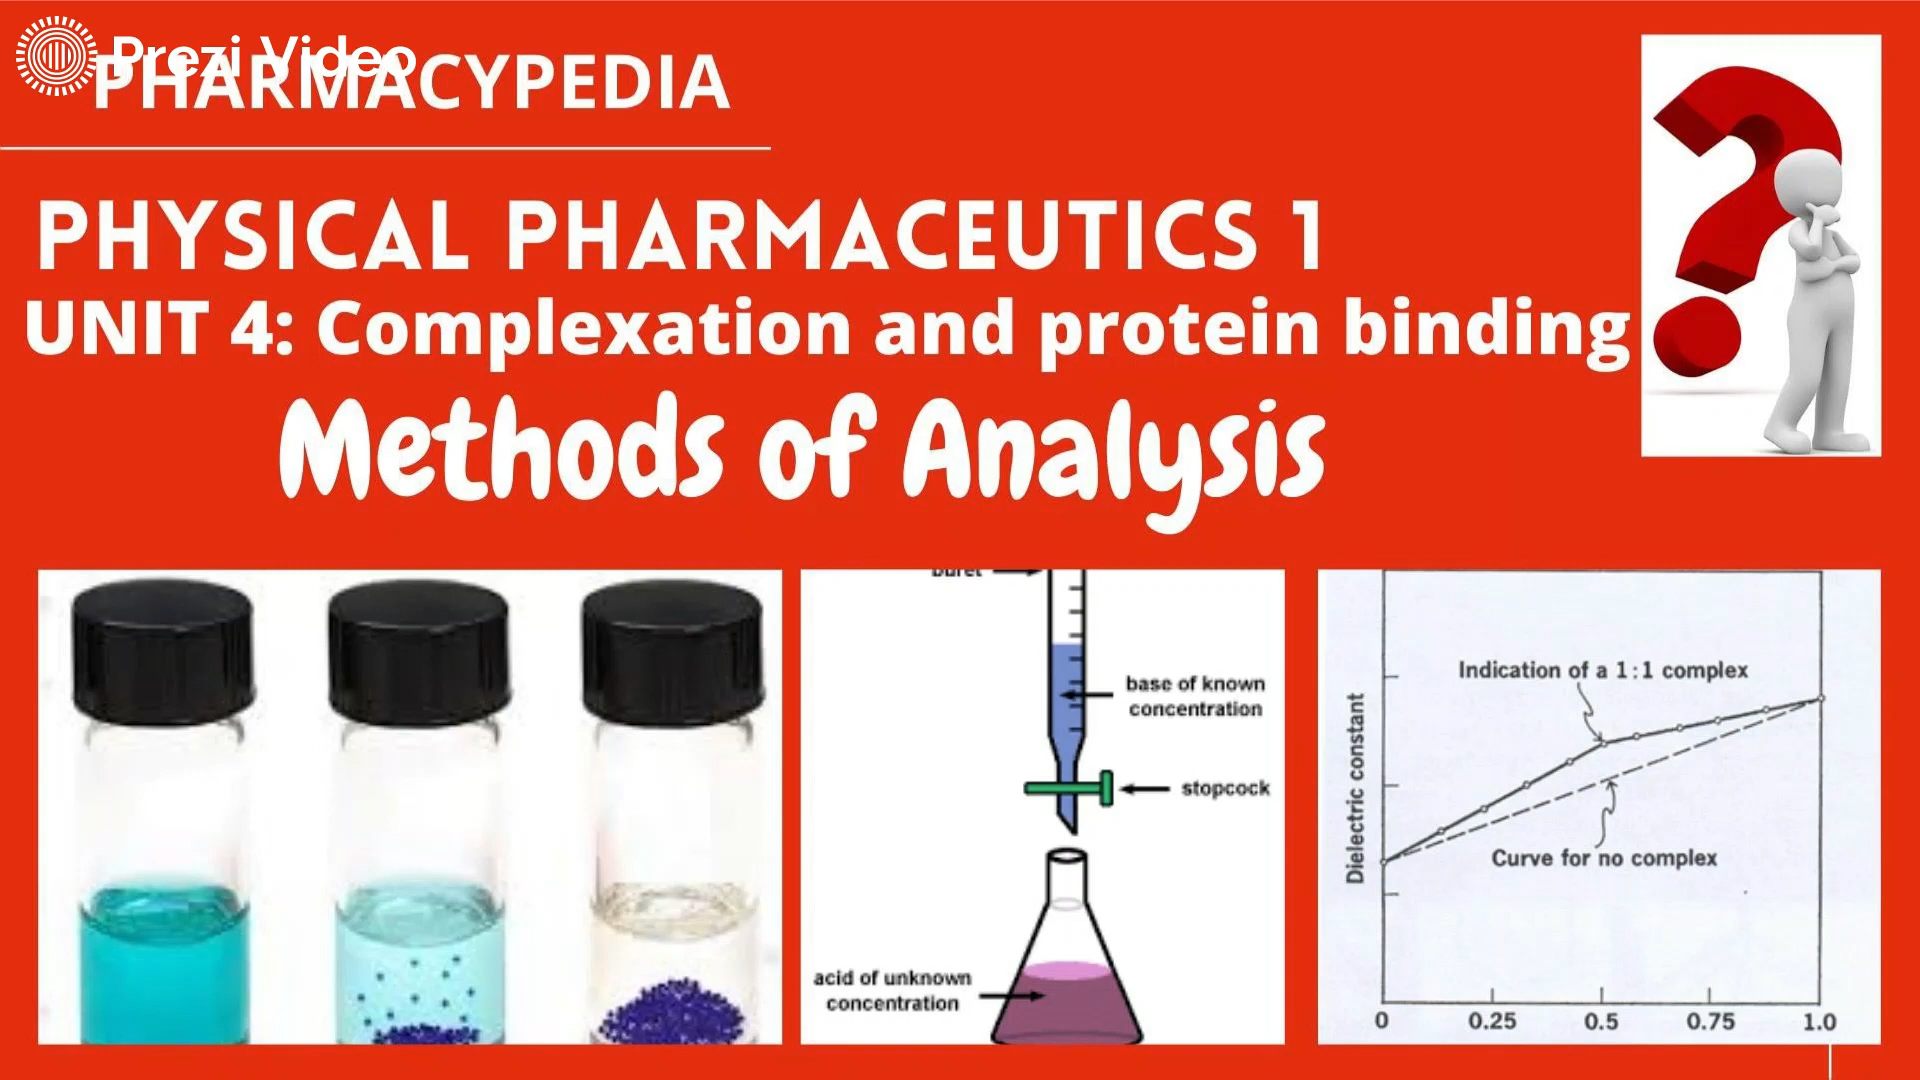 Prezi Video
PHARMACYPEDIA
PHYSICAL PHARMACEUTICS 1
UNIT 4: Complexation and protein binding
Methods of Analysis
buret
base of known
concentration
stopcock
acid of unknown
concentration
Indication of a 1:1 complex
Dielectric constant
Curve for no complex
0 0.25 0.5 0.75 1.0